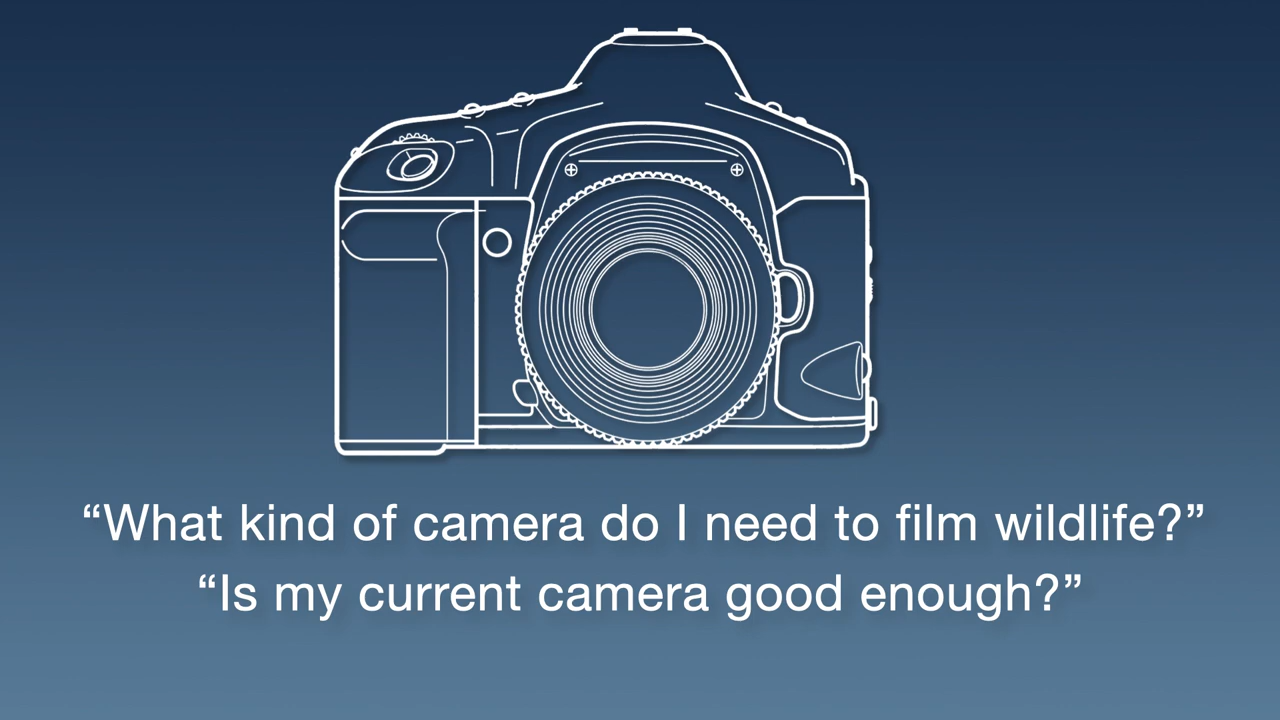 “What kind of camera do I need to film wildlife?”
“Is my current camera good enough?”